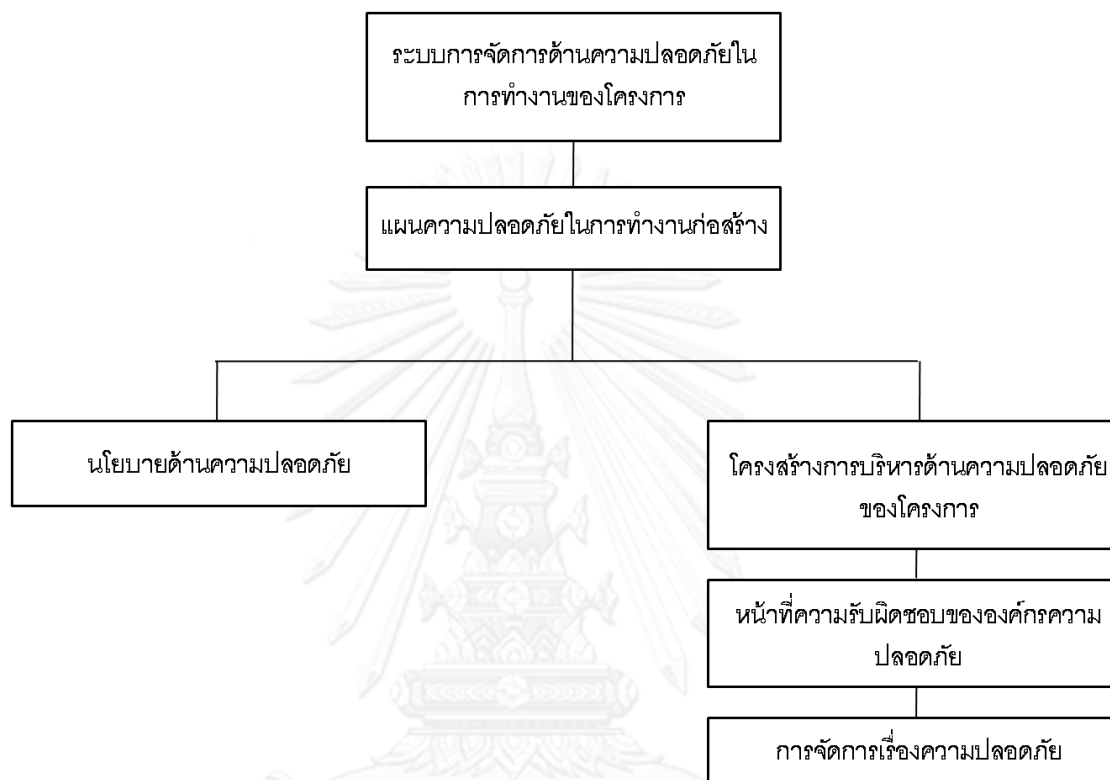 ระบบการจัดการด้านความปลอดภัยใน
การทำงานของโครงการ
แผนความปลอดภัยในการทำงานก่อสร้าง
นโยบายด้านความปลอดภัย
โครงสร้างการบริหารด้านความปลอดภัย
ของโครงการ
หน้าที่ความรับผิดชอบขององค์กรความ
ปลอดภัย
การจัดการเรื่องความปลอดภัย